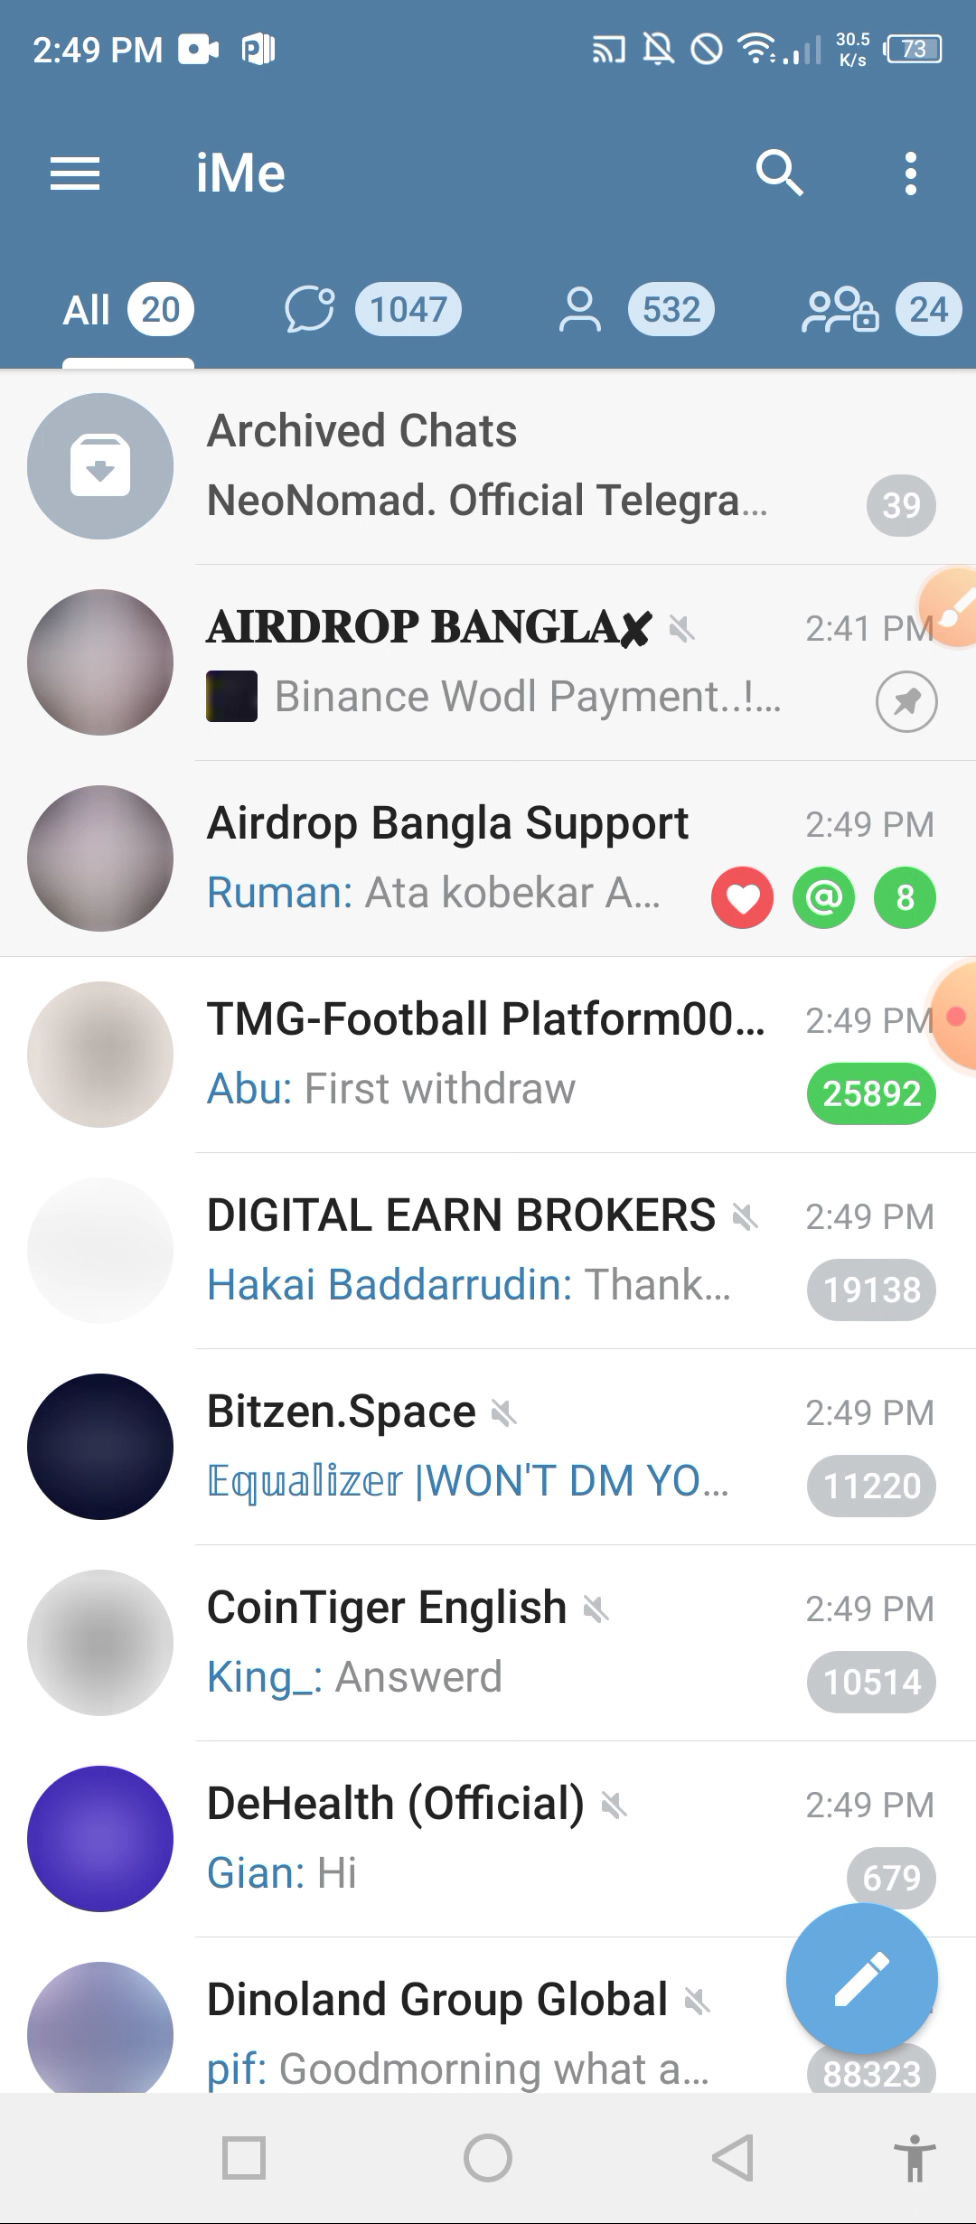 2:49 PM
30.5
K/s
73
iMe
All 20
1047
532
24
Archived Chats
NeoNomad. Official Telegra...
39
𝐀𝐈𝐑𝐃𝐑𝐎𝐏 𝐁𝐀𝐍𝐆𝐋𝐀✘
2:41 PM
Binance Wodl Payment..!...
Airdrop Bangla Support
2:49 PM
Ruman: Ata kobekar A...
@
8
TMG-Football Platform00...
2:49 PM
Abu: First withdraw
25892
DIGITAL EARN BROKERS
2:49 PM
Hakai Baddarrudin: Thank...
19138
Bitzen.Space
2:49 PM
𝔼𝕢𝕦𝕒𝕝𝕚𝕫𝕖𝕣 |WON'T DM YO...
11220
CoinTiger English
2:49 PM
King_: Answerd
10514
DeHealth (Official)
2:49 PM
Gian: Hi
679
Dinoland Group Global
pif: Goodmorning what a...
88323